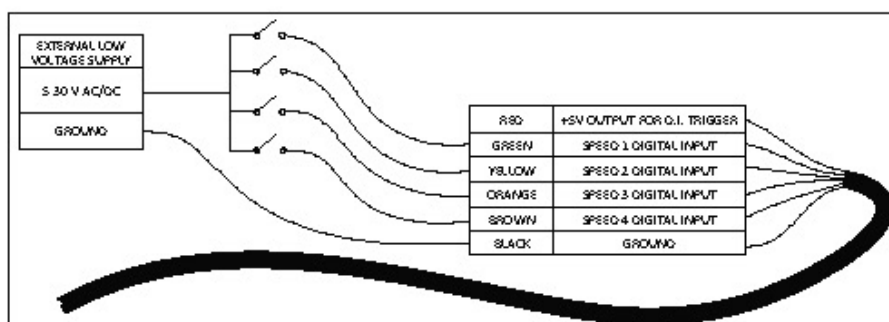 EXTERNAL LOW
VOLTAGE SUPPLY
5-30 V AC/DC
GROUND
RED +5V OUTPUT FOR D.I. TRIGGER
GREEN SPEED 1 DIGITAL INPUT
YELLOW SPEED 2 DIGITAL INPUT
ORANGE SPEED 3 DIGITAL INPUT
BROWN SPEED 4 DIGITAL INPUT
BLACK GROUND